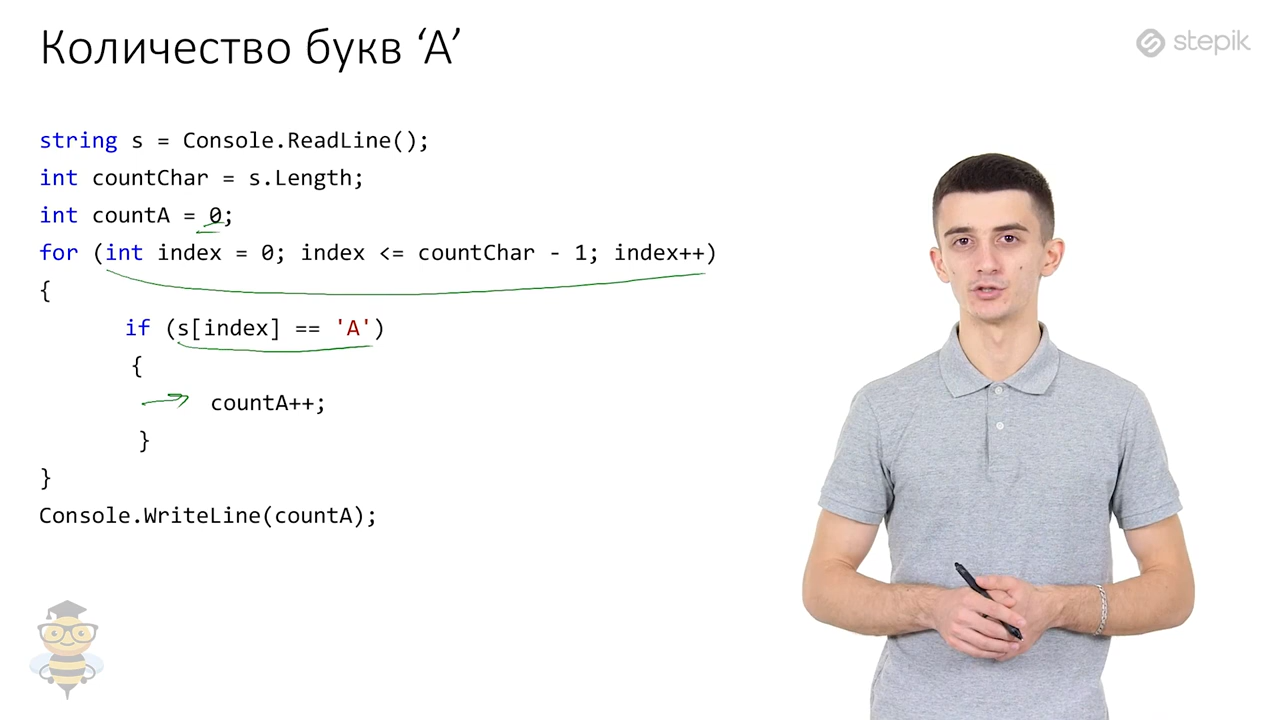 Количество букв ‘А’
stepik
string s = Console.ReadLine();
int countChar = s.Length;
int countA = 0;
for (int index = 0; index <= countChar - 1; index++)
{
if (s[index] == 'A')
{
countA++;
}
}
Console.WriteLine(countA);